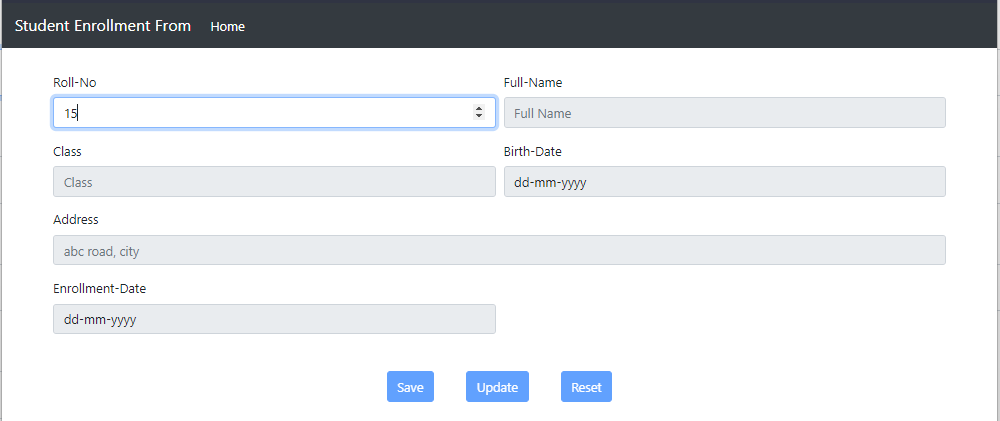 Student Enrollment From Home
Roll-No Full-Name
15 Full Name
Class Birth-Date
Class dd-mm-yyyy
Address
abc road, city
Enrollment-Date
dd-mm-yyyy
Save Update Reset